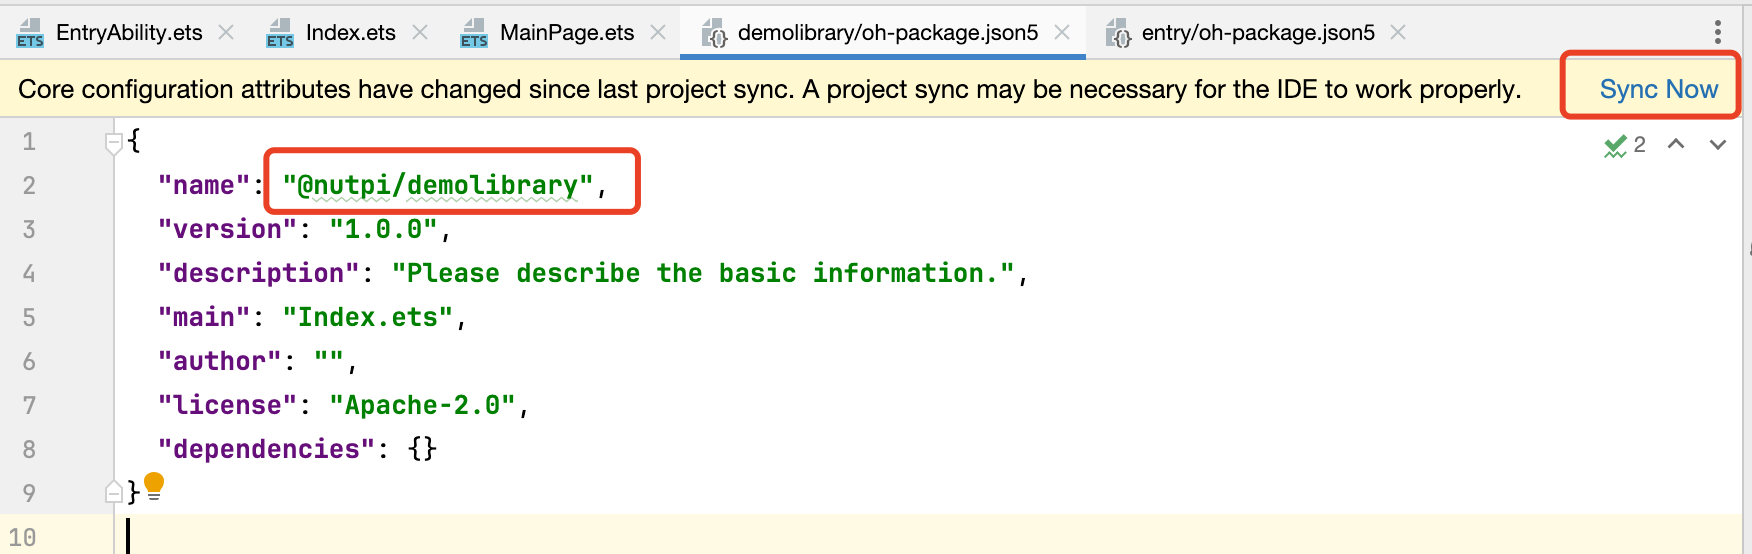 EntryAbility.ets Index.ets MainPage.ets demolibrary/oh-package.json5 entry/oh-package.json5
Core configuration attributes have changed since last project sync. A project sync may be necessary for the IDE to work properly. Sync Now
1 { 2
2 "name": "@nutpi/demolibrary",
3 "version": "1.0.0",
4 "description": "Please describe the basic information.",
5 "main": "Index.ets",
6 "author": "",
7 "license": "Apache-2.0",
8 "dependencies": {}
9 }
10